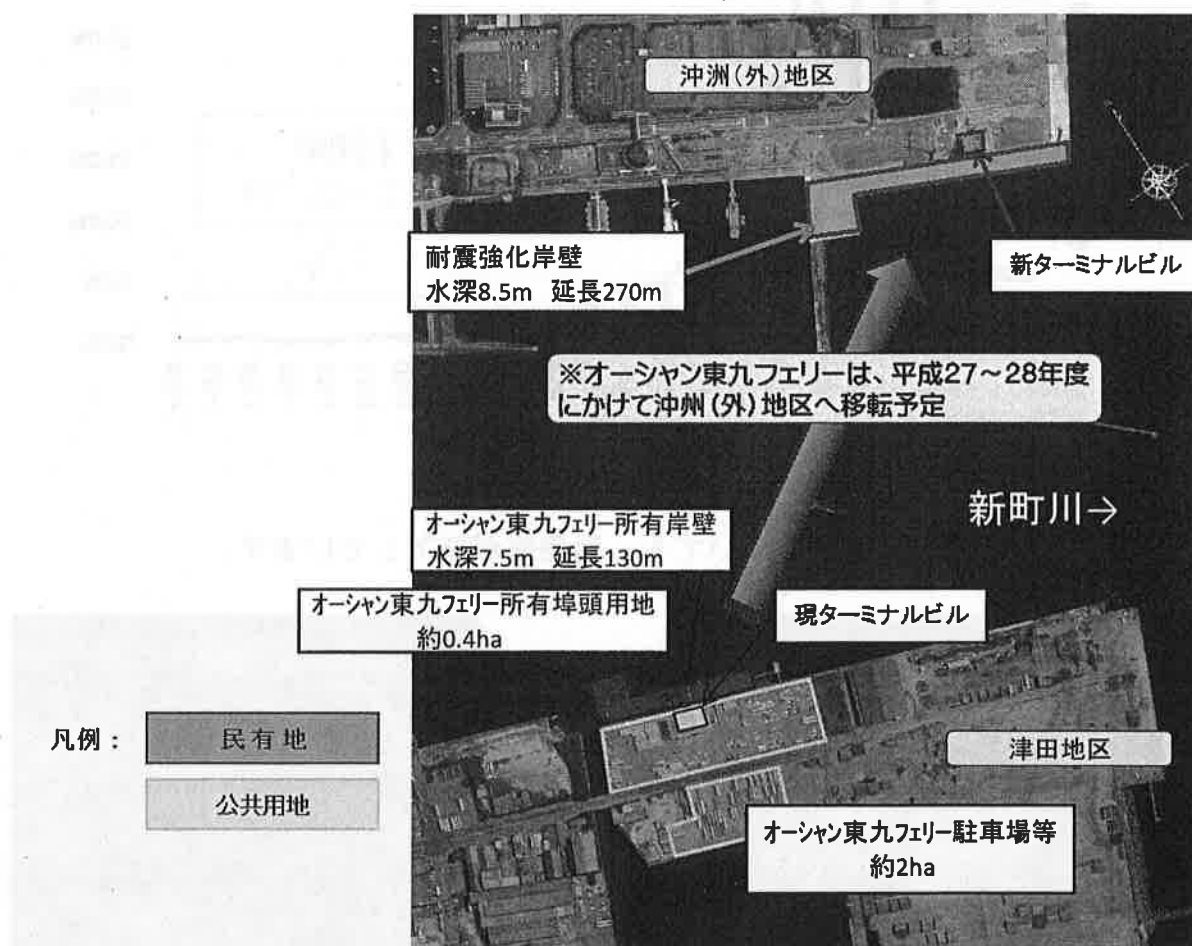 沖洲(外)地区
耐震強化岸壁
水深8.5m 延長270m
新ターミナルビル
※オーシャン東九フェリーは、平成27~28年度
にかけて沖州(外)地区へ移転予定
新町川→
オーシャン東九フェリー所有岸壁
水深7.5m 延長130m
オーシャン東九フェリー所有埠頭用地
約0.4ha
現ターミナルビル
凡例：
民有地
公共用地
津田地区
オーシャン東九フェリー駐車場等
約2ha